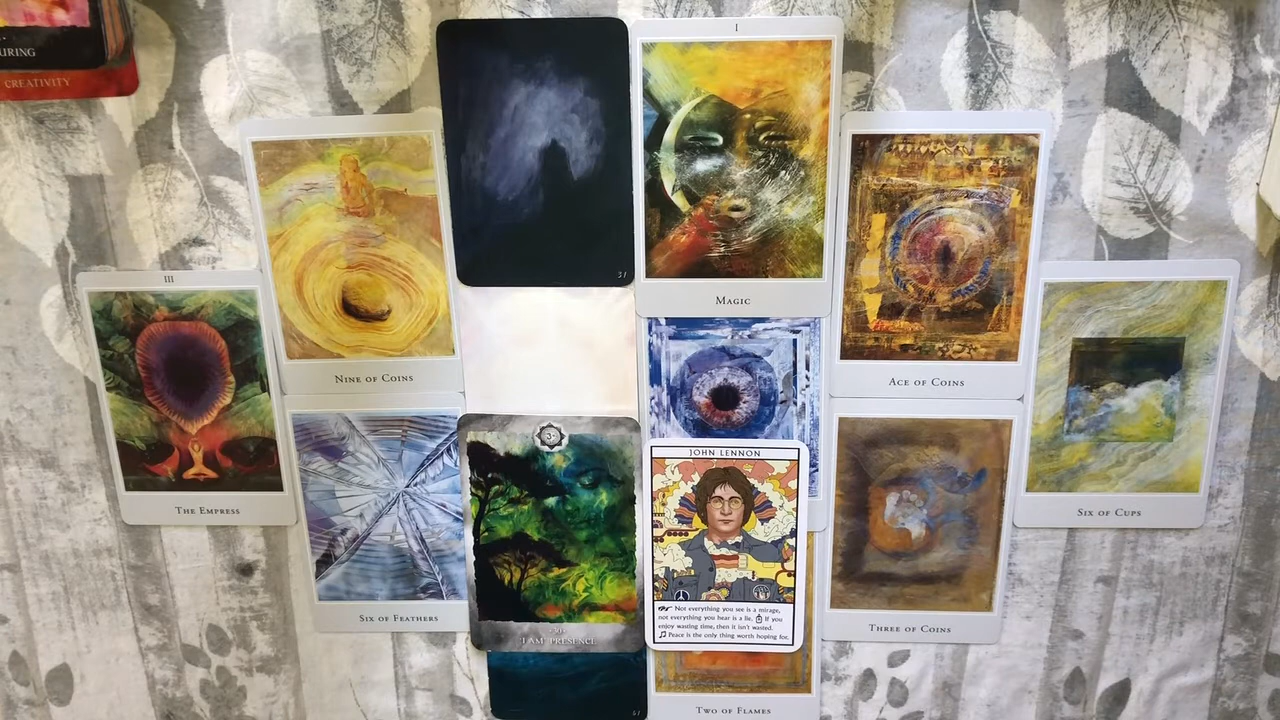 URING
CREATIVITY
31
I
MAGIC
NINE OF COINS
ACE OF COINS
III
THE EMPRESS
SIX OF CUPS
SIX OF FEATHERS
30
"I AM" PRESENCE
JOHN LENNON
Not everything you see is a mirage,
not everything you hear is a lie. If you
enjoy wasting time, then it isn't wasted.
Peace is the only thing worth hoping for.
THREE OF COINS
TWO OF FLAMES